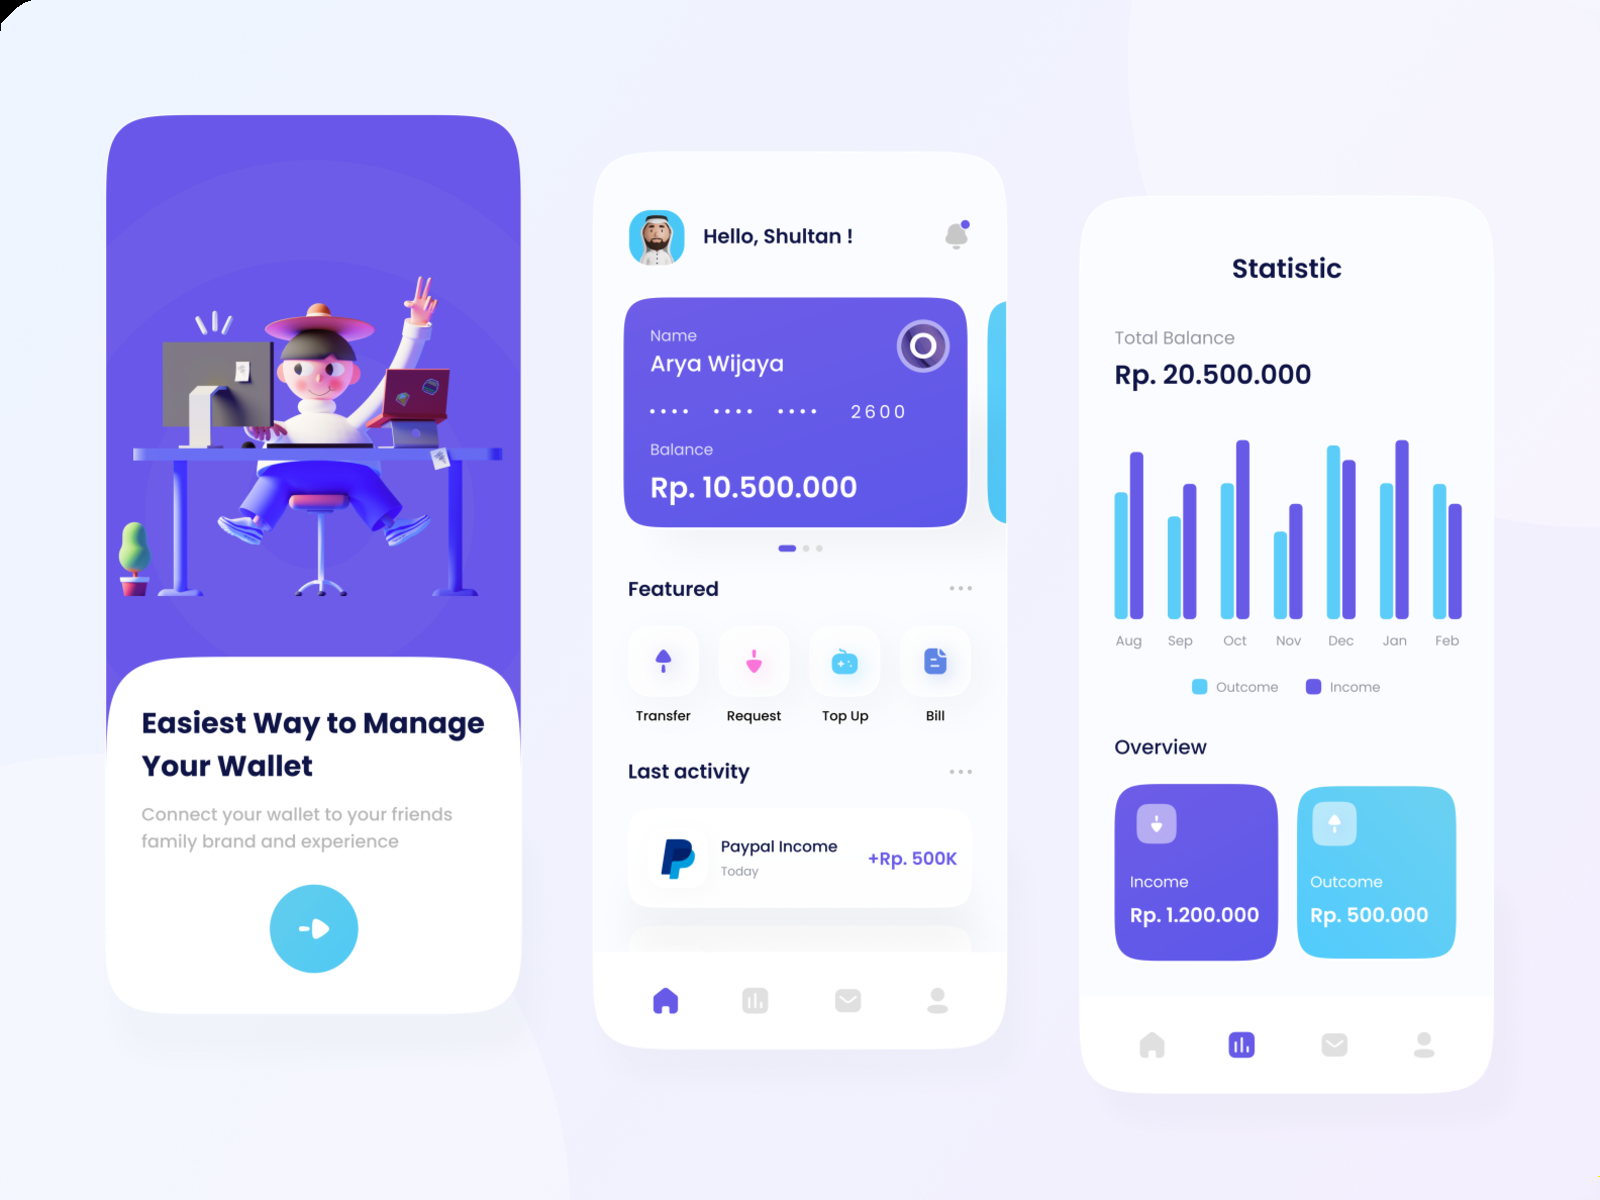 Easiest Way to Manage
Your Wallet
Connect your wallet to your friends
family brand and experience
Hello, Shultan !
Name
Arya Wijaya
•••• •••• •••• 2600
Balance
Rp. 10.500.000
Featured
Transfer Request Top Up Bill
Last activity
Paypal Income
Today
+Rp. 500K
Statistic
Total Balance
Rp. 20.500.000
Aug Sep Oct Nov Dec Jan Feb
Outcome Income
Overview
Income
Rp. 1.200.000
Outcome
Rp. 500.000